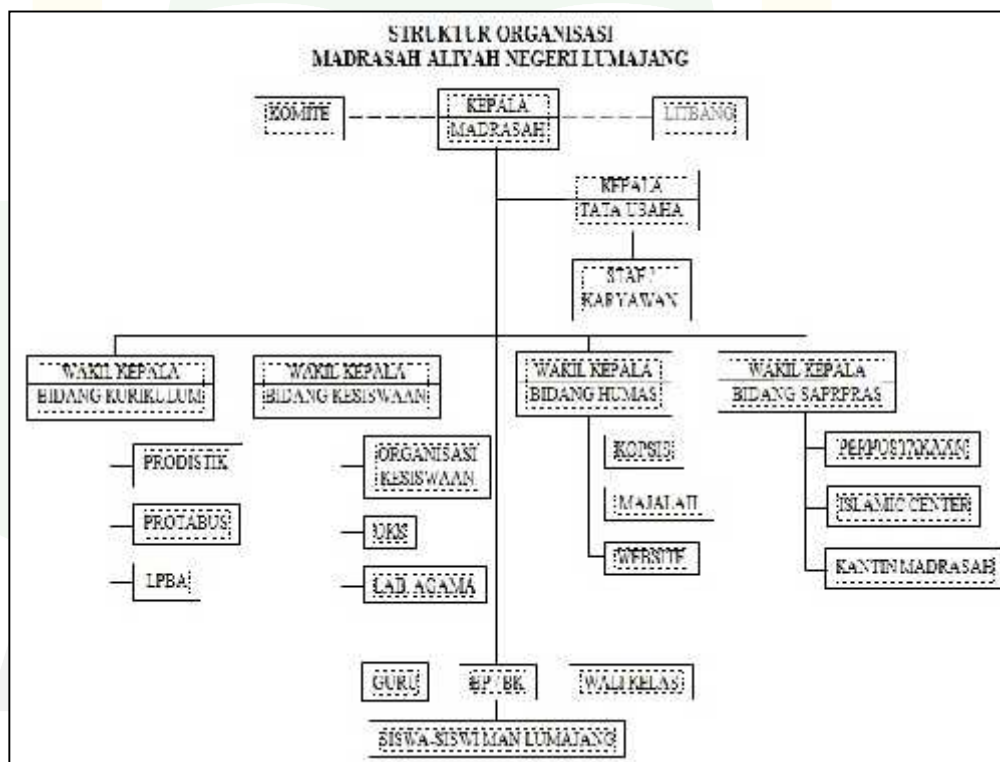 STRUKTUR ORGANISASI
MADRASAH ALIYAH NEGERI LUMAJANG
KOMITE
KEPALA
MADRASAH
LITBANG
KEPALA
TATA USAHA
STAF/
KARYAWAN
WAKIL KEPALA
BIDANG KURIKULUM
WAKIL KEPALA
BIDANG KESISWAAN
WAKIL KEPALA
BIDANG HUMAS
WAKIL KEPALA
BIDANG SAPRPRAS
PRODISTIK
PROTABUS
LPBA
ORGANISASI
KESISWAAN
UKS
LAB. AGAMA
KOPSIS
MAJALAH
WEBSITE
PERPUSTAKAAN
ISLAMIC CENTER
KANTIN MADRASAH
GURU
BP / BK
WALI KELAS
SISWA-SISWI MAN LUMAJANG